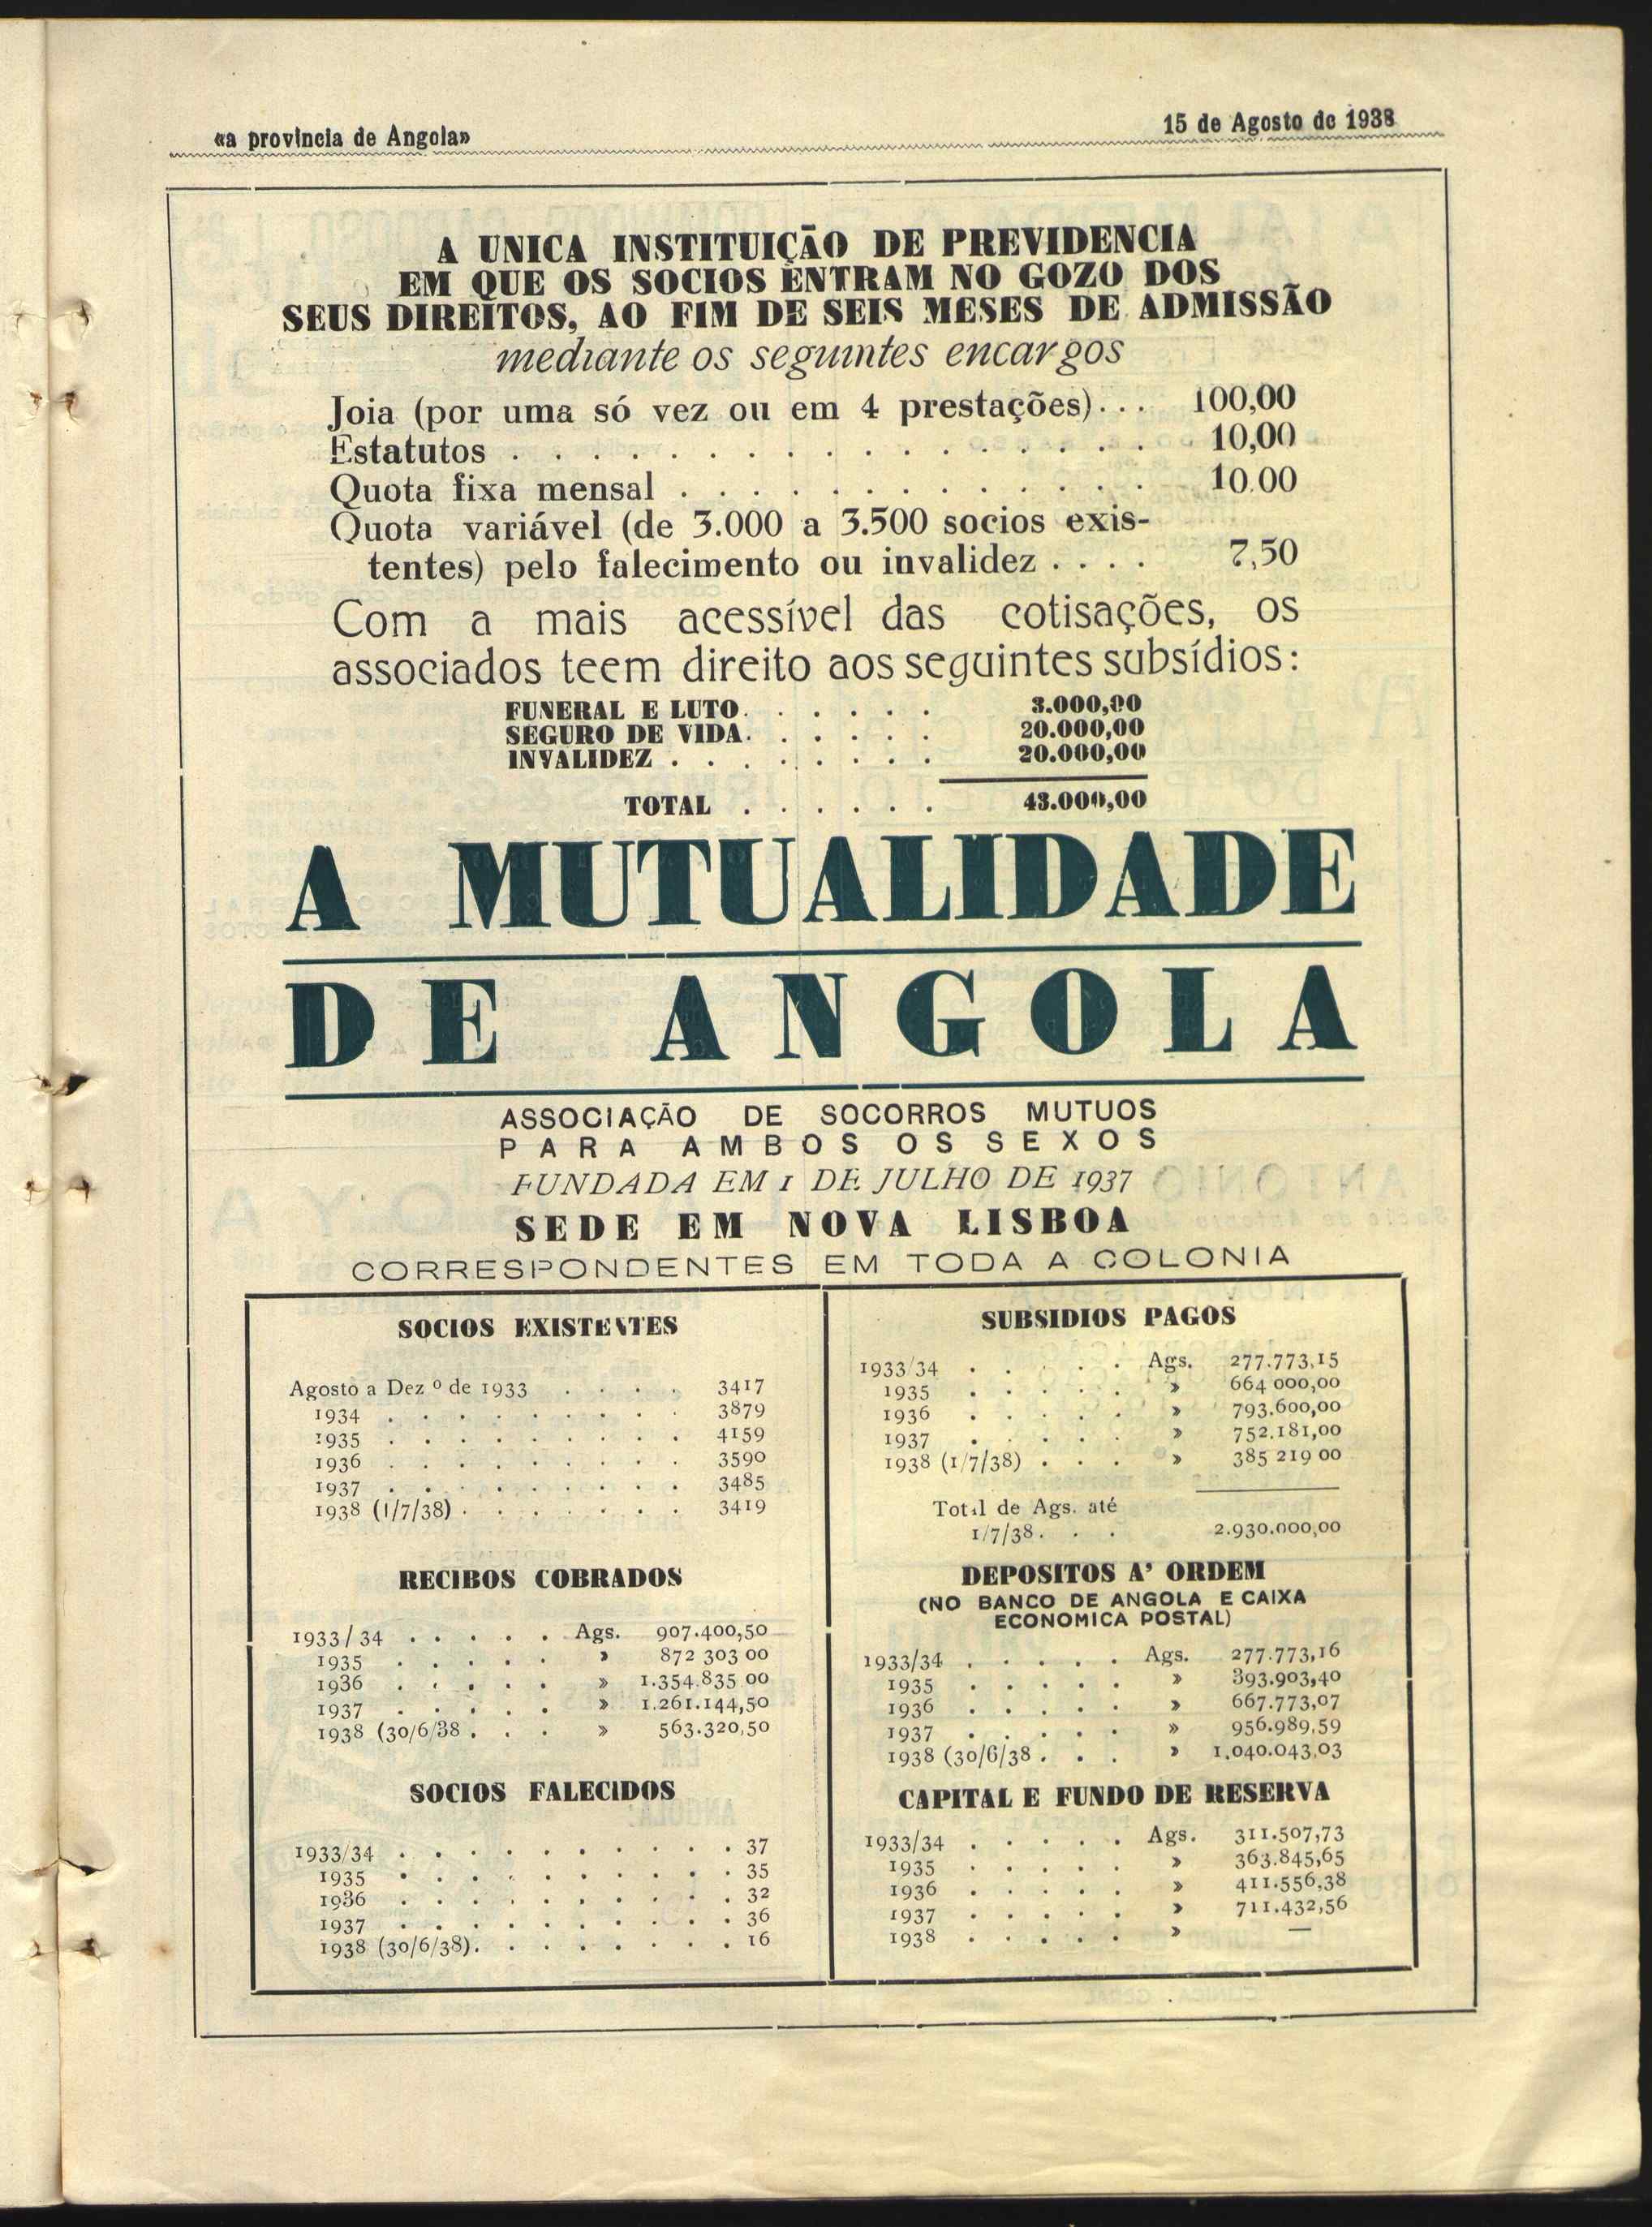 «a província de Angola»
15 de Agosto de 1938
A UNICA INSTITUIÇÃO DE PREVIDENCIA
EM QUE OS SOCIOS ENTRAM NO GOZO DOS
SEUS DIREITOS, AO FIM DE SEIS MESES DE ADMISSÃO
mediante os seguintes encargos
Joia (por uma só vez ou em 4 prestações)... 100,00
Estatutos . . . . . . . . . . . . . . . . . 10,00
Quota fixa mensal . . . . . . . . . . . . . 10.00
Quota variável (de 3.000 a 3.500 socios exis-
tentes) pelo falecimento ou invalidez . . . . 7,50
Com a mais acessível das cotisações, os
associados teem direito aos seguintes subsídios:
FUNERAL E LUTO. . . . . . 3.000,00
SEGURO DE VIDA. . . . . . 20.000,00
INVALIDEZ . . . . . . . . 20.000,00
TOTAL . . . . . . 43.000,00
A MUTUALIDADE
DE ANGOLA
ASSOCIAÇÃO DE SOCORROS MUTUOS
PARA AMBOS OS SEXOS
FUNDADA EM 1 DE JULHO DE 1937
SEDE EM NOVA LISBOA
CORRESPONDENTES EM TODA A COLONIA
SOCIOS EXISTENTES
Agosto a Dez º de 1933 . . . . 3417
1934 . . . . . . . . . 3879
1935 . . . . . . . . . 4159
1936 . . . . . . . . . 3590
1937 . . . . . . . . . 3485
1938 (1/7/38) . . . . . . . 3419
RECIBOS COBRADOS
1933/34 . . . . . Ags. 907.400,50
1935 . . . . . » 872 303 00
1936 . . . . . » 1.354.835 00
1937 . . . . . » 1.261.144,50
1938 (30/6/38 . . . » 563.320,50
SOCIOS FALECIDOS
1933/34 . . . . . . . . . . 37
1935 . . . . . . . . . . 35
1936 . . . . . . . . . . 32
1937 . . . . . . . . . . 36
1938 (30/6/38). . . . . . . . 16
SUBSIDIOS PAGOS
1933/34 . . . . . Ags. 277.773,15
1935 . . . . . » 664 000,00
1936 . . . . . » 793.600,00
1937 . . . . . » 752.181,00
1938 (1/7/38) . . . » 385 219 00
Total de Ags. até
1/7/38. . . 2.930.000,00
DEPOSITOS A' ORDEM
(NO BANCO DE ANGOLA E CAIXA
ECONOMICA POSTAL)
1933/34 . . . . . Ags. 277.773,16
1935 . . . . . » 393.903,40
1936 . . . . . » 667.773,07
1937 . . . . . » 956.989,59
1938 (30/6/38 . . . » 1.040.043,03
CAPITAL E FUNDO DE RESERVA
1933/34 . . . . . Ags. 311.507,73
1935 . . . . . » 363.845,65
1936 . . . . . » 411.556,38
1937 . . . . . » 711.432,56
1938 . . . . . » —